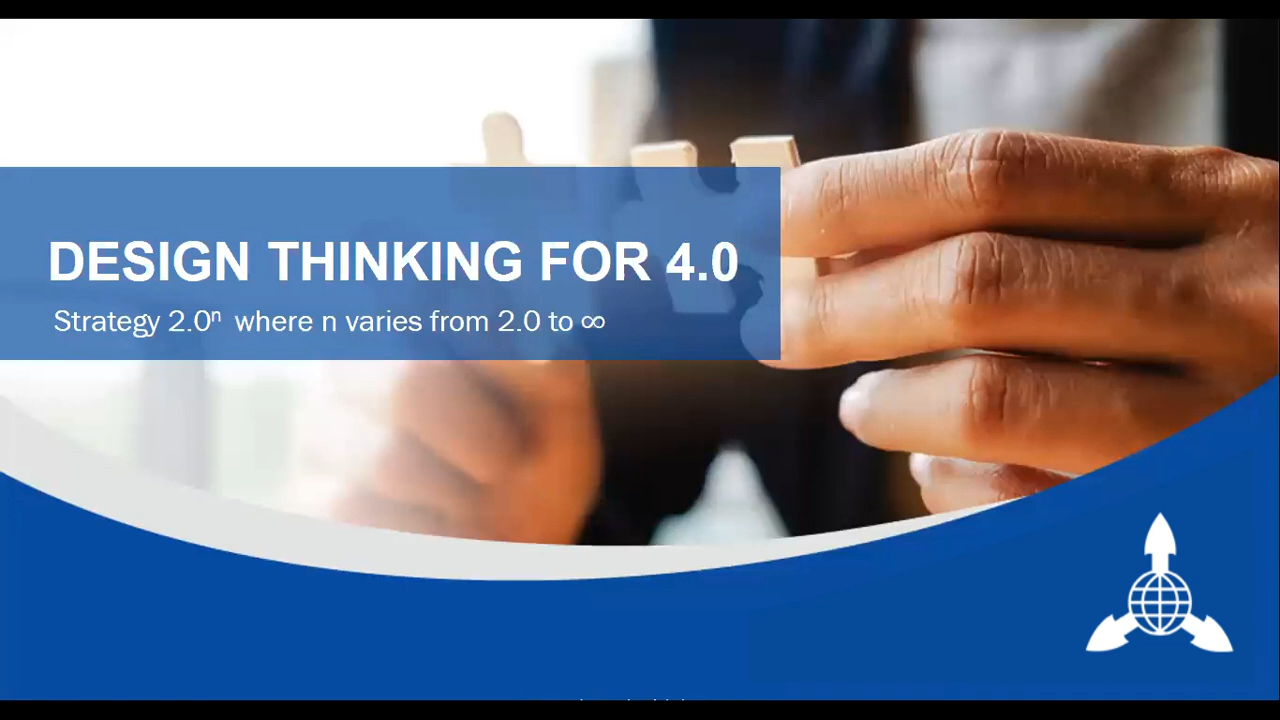 DESIGN THINKING FOR 4.0
Strategy 2.0ⁿ where n varies from 2.0 to ∞